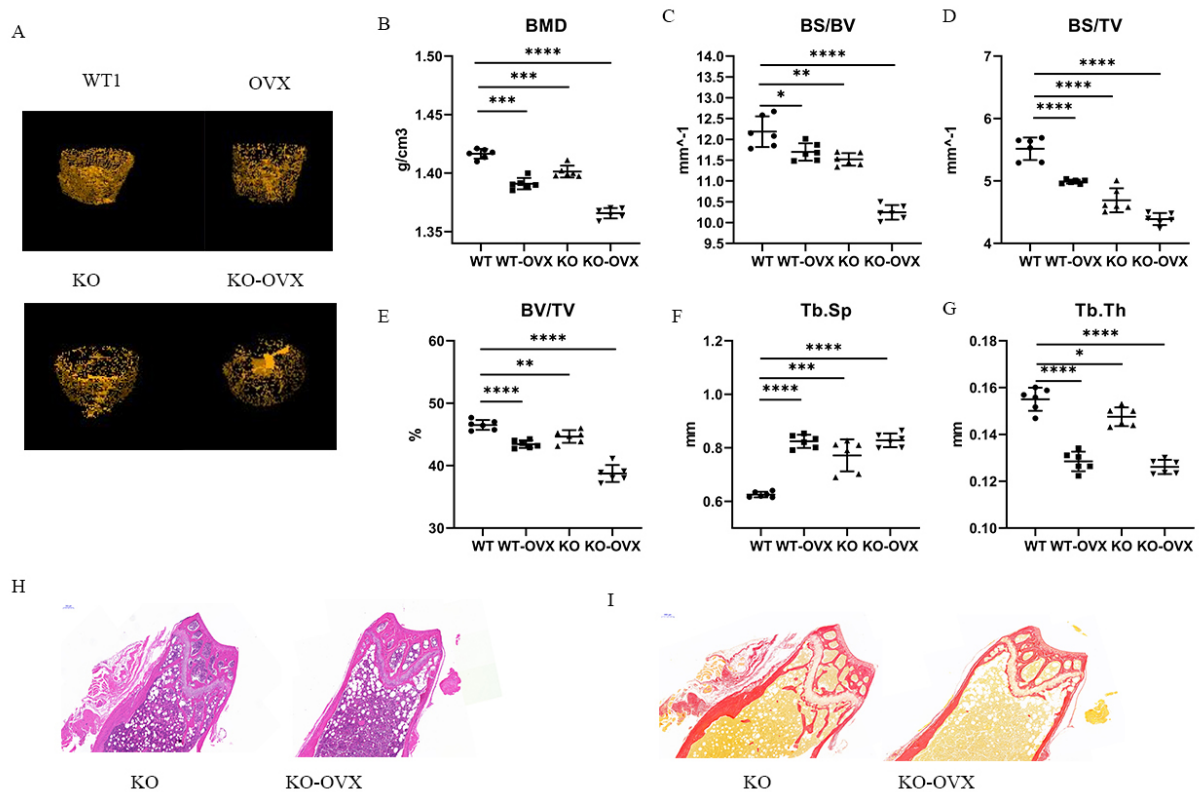 A
WT1
OVX
KO
KO-OVX
B
BMD
g/cm3
1.50
1.45
1.40
1.35
****
***
***
WT WT-OVX KO KO-OVX
C
BS/BV
mm^-1
14.0
13.5
13.0
12.5
12.0
11.5
11.0
10.5
10.0
9.5
****
**
*
WT WT-OVX KO KO-OVX
D
BS/TV
mm^-1
7
6
5
4
****
****
****
WT WT-OVX KO KO-OVX
E
BV/TV
%
60
50
40
30
****
**
****
WT WT-OVX KO KO-OVX
F
Tb.Sp
mm
1.2
1.0
0.8
0.6
****
***
****
WT WT-OVX KO KO-OVX
G
Tb.Th
mm
0.18
0.16
0.14
0.12
0.10
****
*
****
WT WT-OVX KO KO-OVX
H
KO
KO-OVX
I
KO
KO-OVX